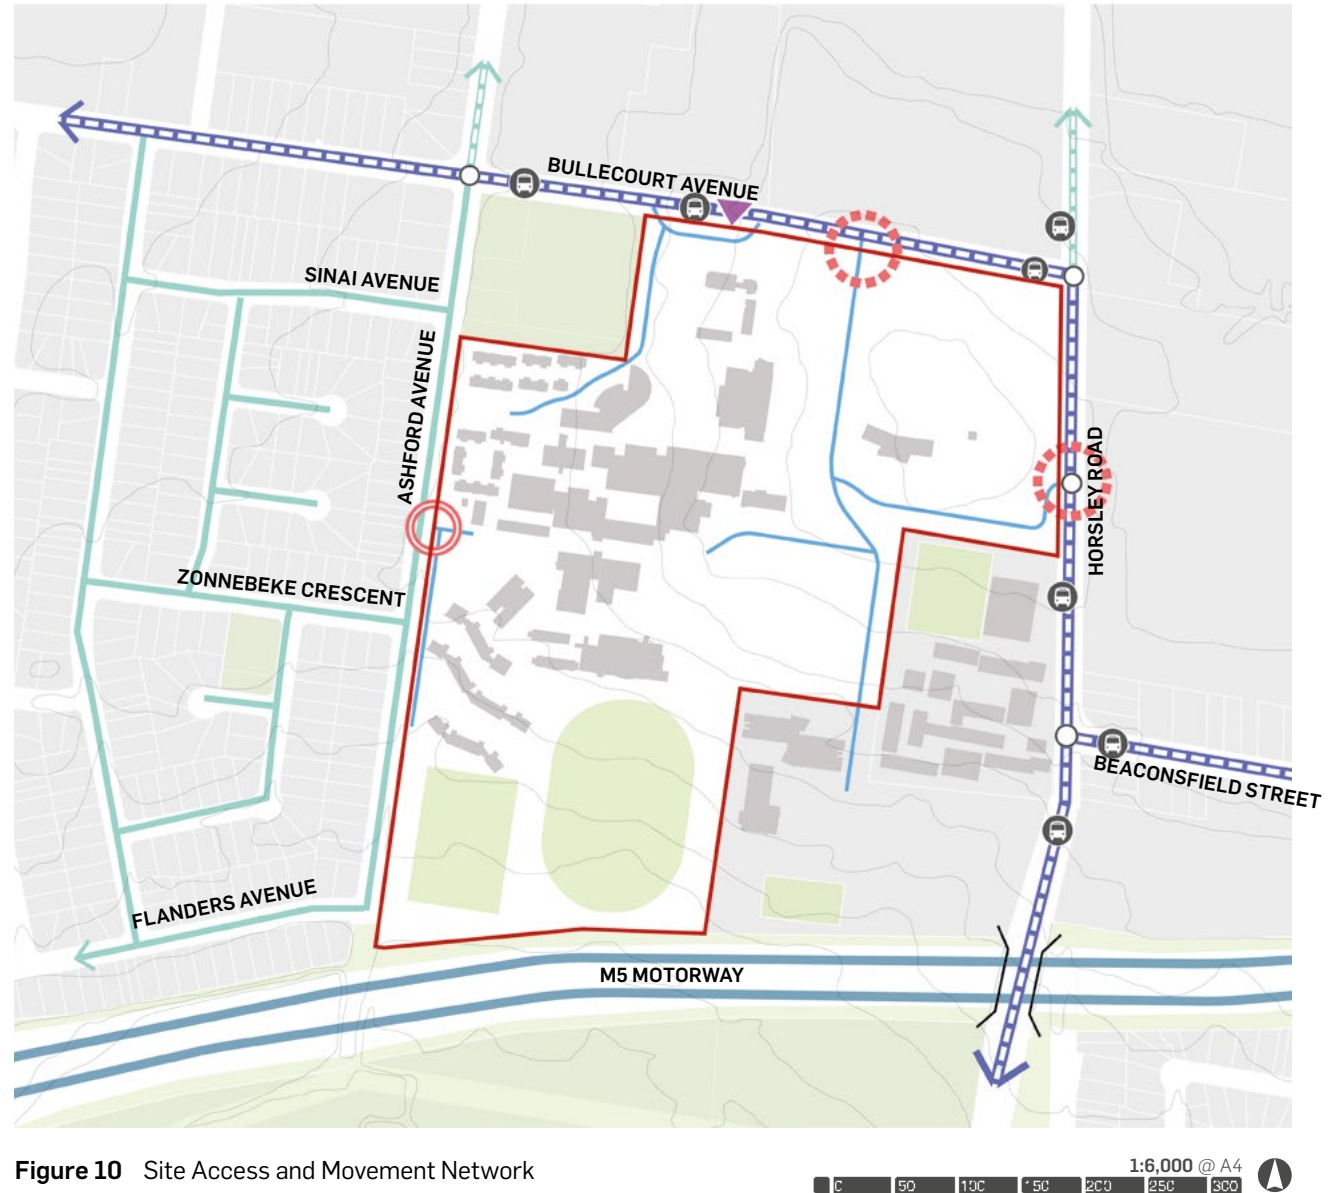 BULLECOURT AVENUE
SINAI AVENUE
ASHFORD AVENUE
HORSLEY ROAD
ZONNEBEKE CRESCENT
BEACONSFIELD STREET
FLANDERS AVENUE
M5 MOTORWAY
Figure 10 Site Access and Movement Network
1:6,000 @ A4
0 50 100 150 200 250 300